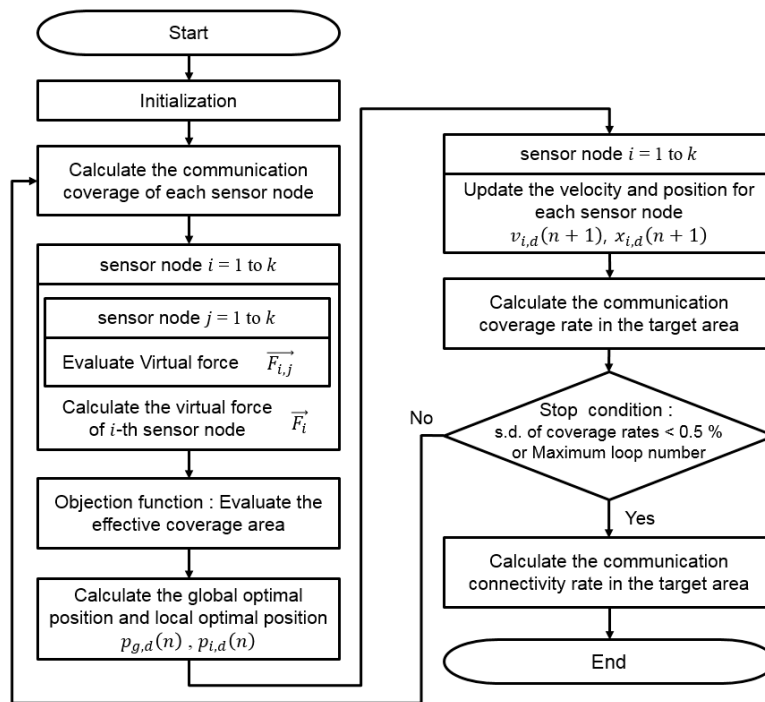 Start
Initialization
Calculate the communication
coverage of each sensor node
sensor node i = 1 to k
sensor node j = 1 to k
Evaluate Virtual force $\overrightarrow{F_{i,j}}$
Calculate the virtual force
of i-th sensor node $\overrightarrow{F_i}$
Objection function : Evaluate the
effective coverage area
Calculate the global optimal
position and local optimal position
$p_{g,d}(n)$ , $p_{i,d}(n)$
sensor node i = 1 to k
Update the velocity and position for
each sensor node
$v_{i,d}(n+1)$, $x_{i,d}(n+1)$
Calculate the communication
coverage rate in the target area
No
Stop condition :
s.d. of coverage rates < 0.5 %
or Maximum loop number
Yes
Calculate the communication
connectivity rate in the target area
End